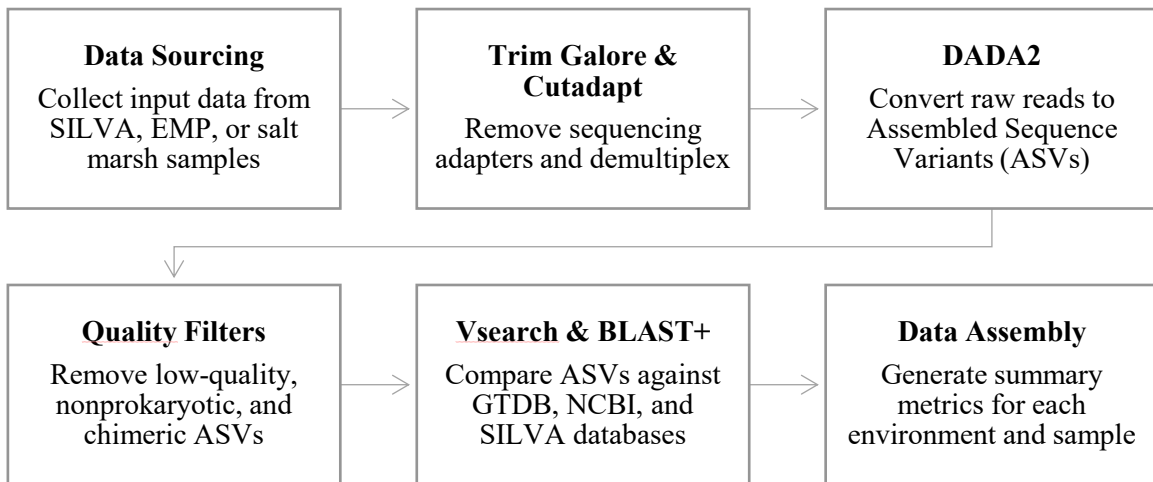 Data Sourcing
Collect input data from
SILVA, EMP, or salt
marsh samples
Trim Galore &
Cutadapt
Remove sequencing
adapters and demultiplex
DADA2
Convert raw reads to
Assembled Sequence
Variants (ASVs)
Quality Filters
Remove low-quality,
nonprokaryotic, and
chimeric ASVs
Vsearch & BLAST+
Compare ASVs against
GTDB, NCBI, and
SILVA databases
Data Assembly
Generate summary
metrics for each
environment and sample